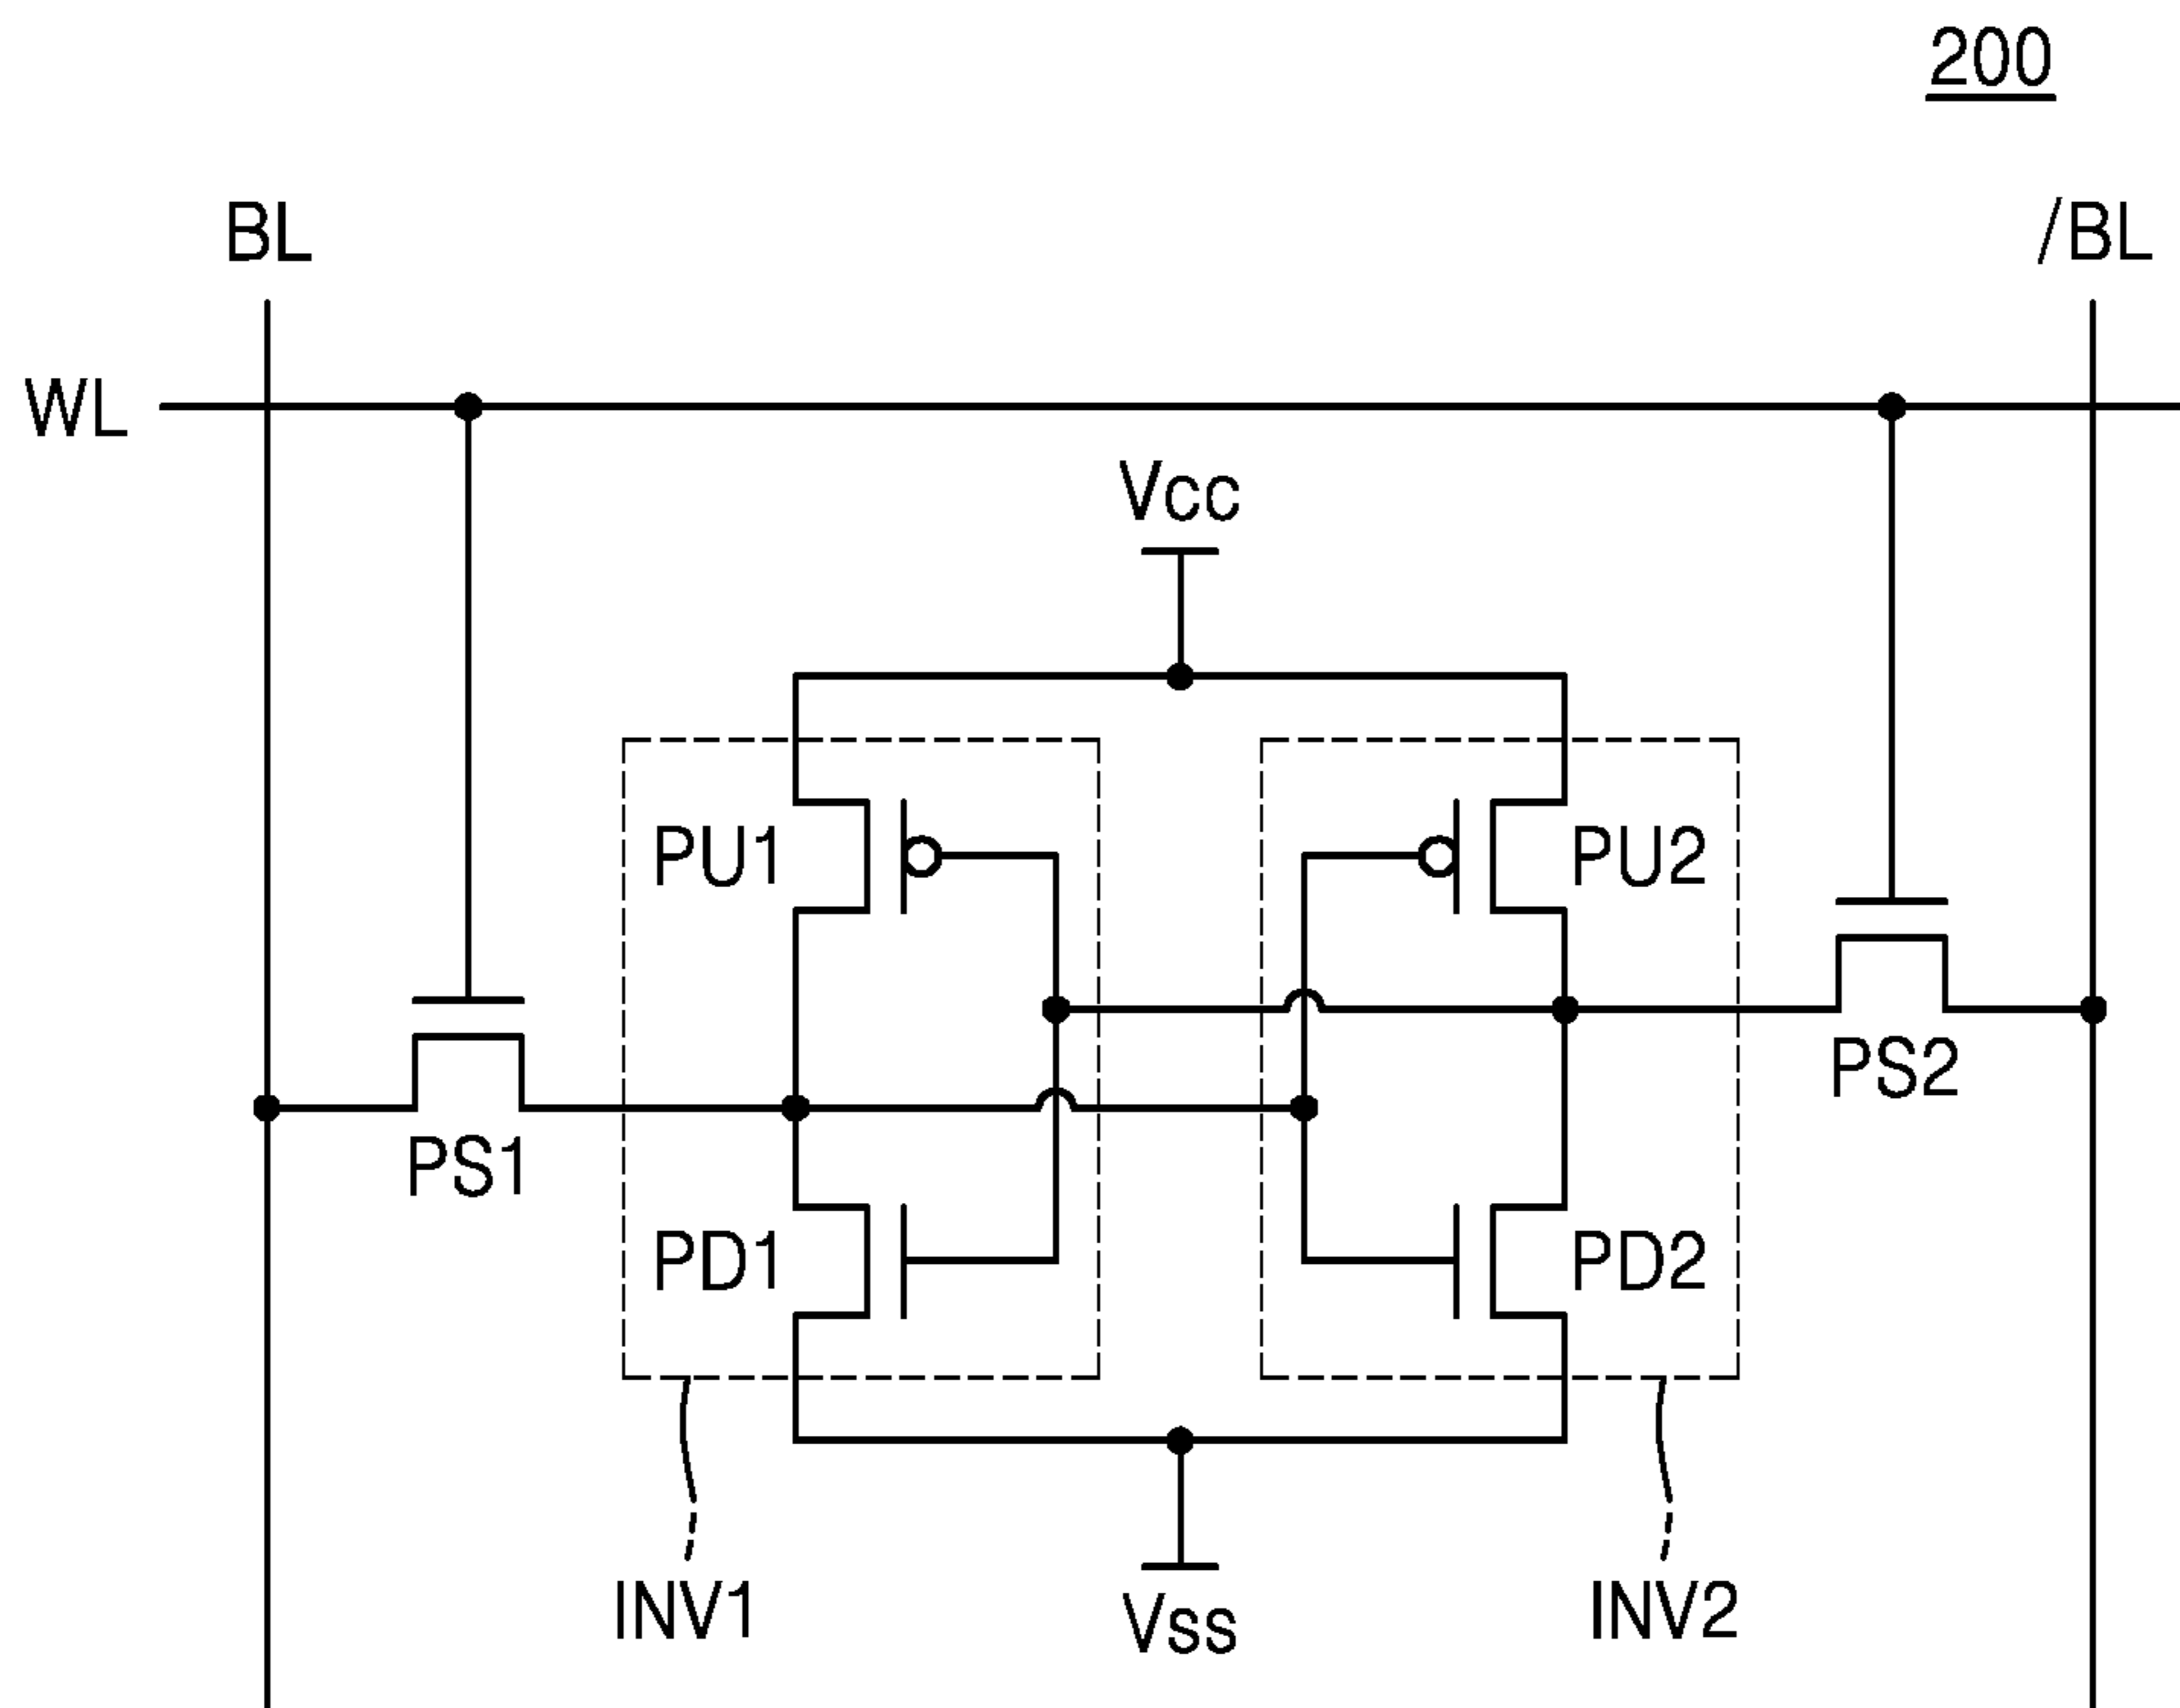 200
BL /BL
WL
Vcc
PU1 PU2
PS2
PS1
PD1 PD2
INV1 Vss INV2